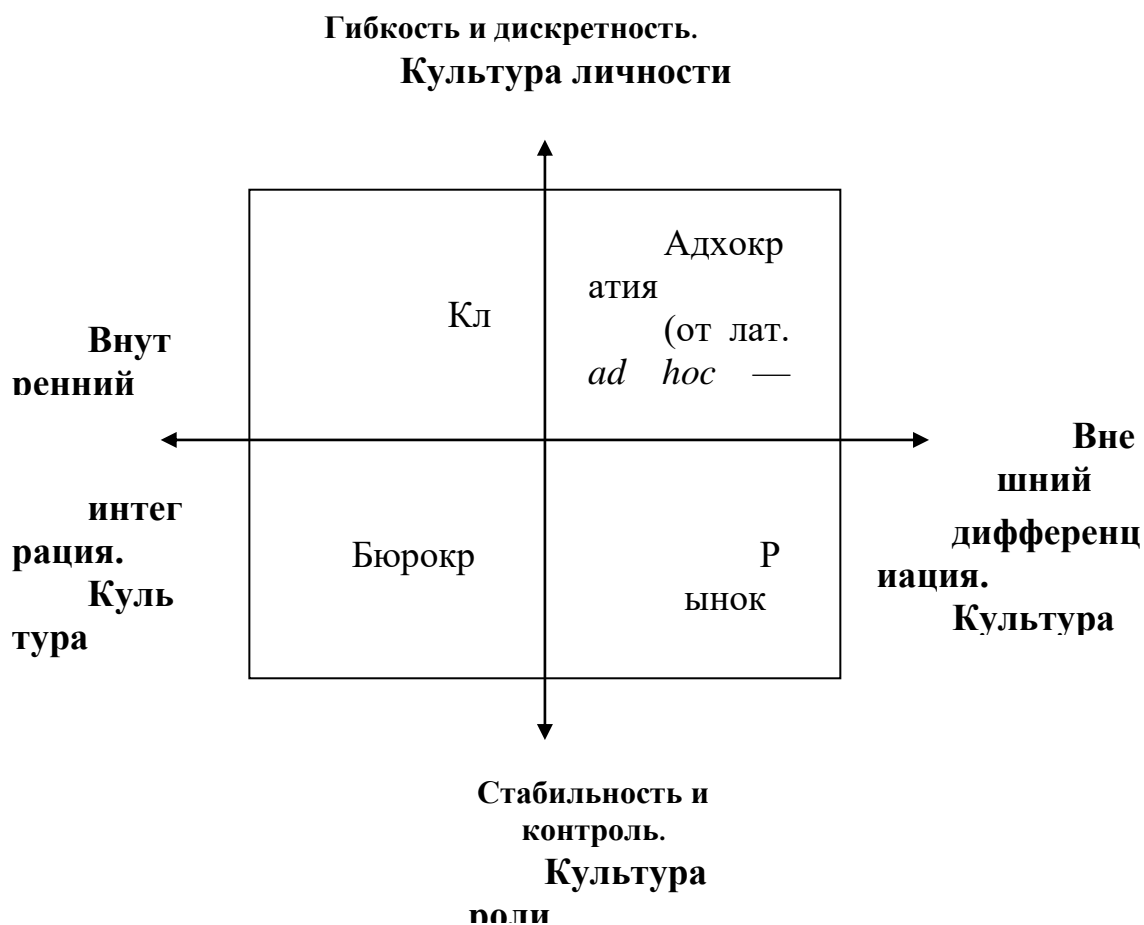 Гибкость и дискретность.
Культура личности
Адхокр
атия
(от лат.
ad hoc —
Кл
Внут
ренний
интег
рация.
Куль
тура
Вне
шний
дифференц
иация.
Культура
Бюрокр
Р
ынок
Стабильность и
контроль.
Культура
роли